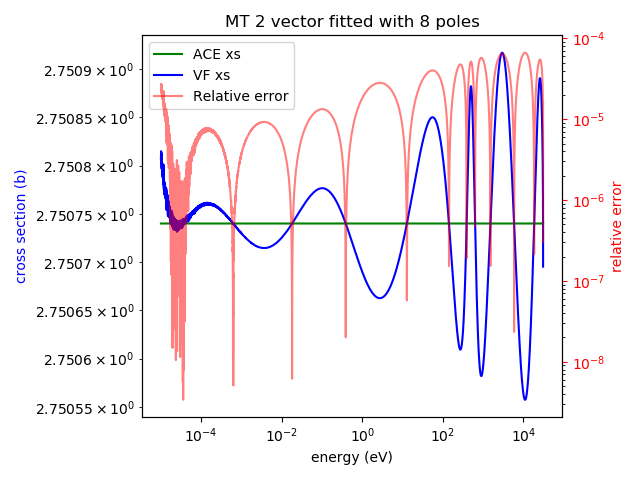 MT 2 vector fitted with 8 poles
ACE xs
VF xs
Relative error
cross section (b)
2.7509 × 10⁰
2.75085 × 10⁰
2.7508 × 10⁰
2.75075 × 10⁰
2.7507 × 10⁰
2.75065 × 10⁰
2.7506 × 10⁰
2.75055 × 10⁰
10⁻⁴
10⁻⁵
10⁻⁶
10⁻⁷
10⁻⁸
relative error
10⁻⁴ 10⁻² 10⁰ 10² 10⁴
energy (eV)